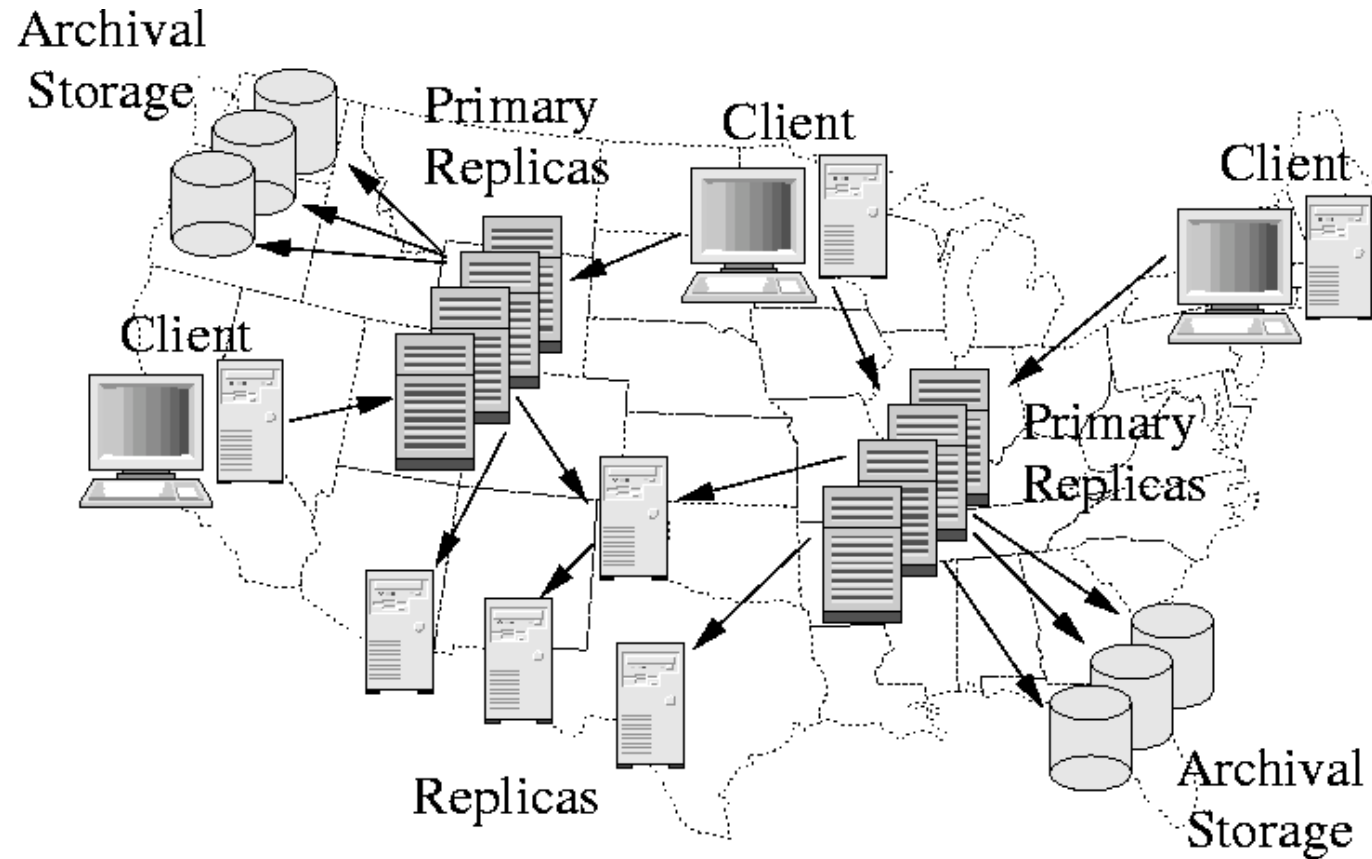 Archival
Storage
Primary
Replicas
Client
Client
Client
Primary
Replicas
Replicas
Archival
Storage